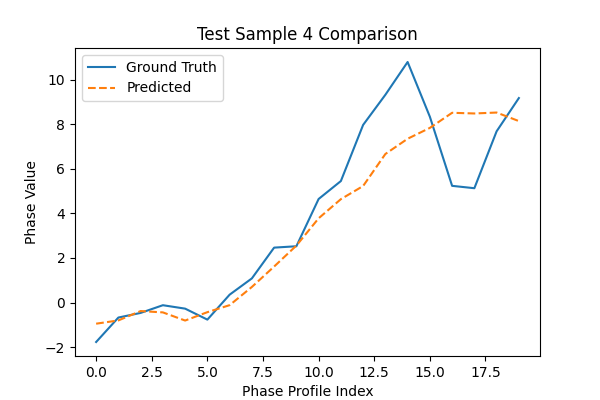 Test Sample 4 Comparison
Ground Truth
Predicted
Phase Value
10
8
6
4
2
0
−2
0.0 2.5 5.0 7.5 10.0 12.5 15.0 17.5
Phase Profile Index